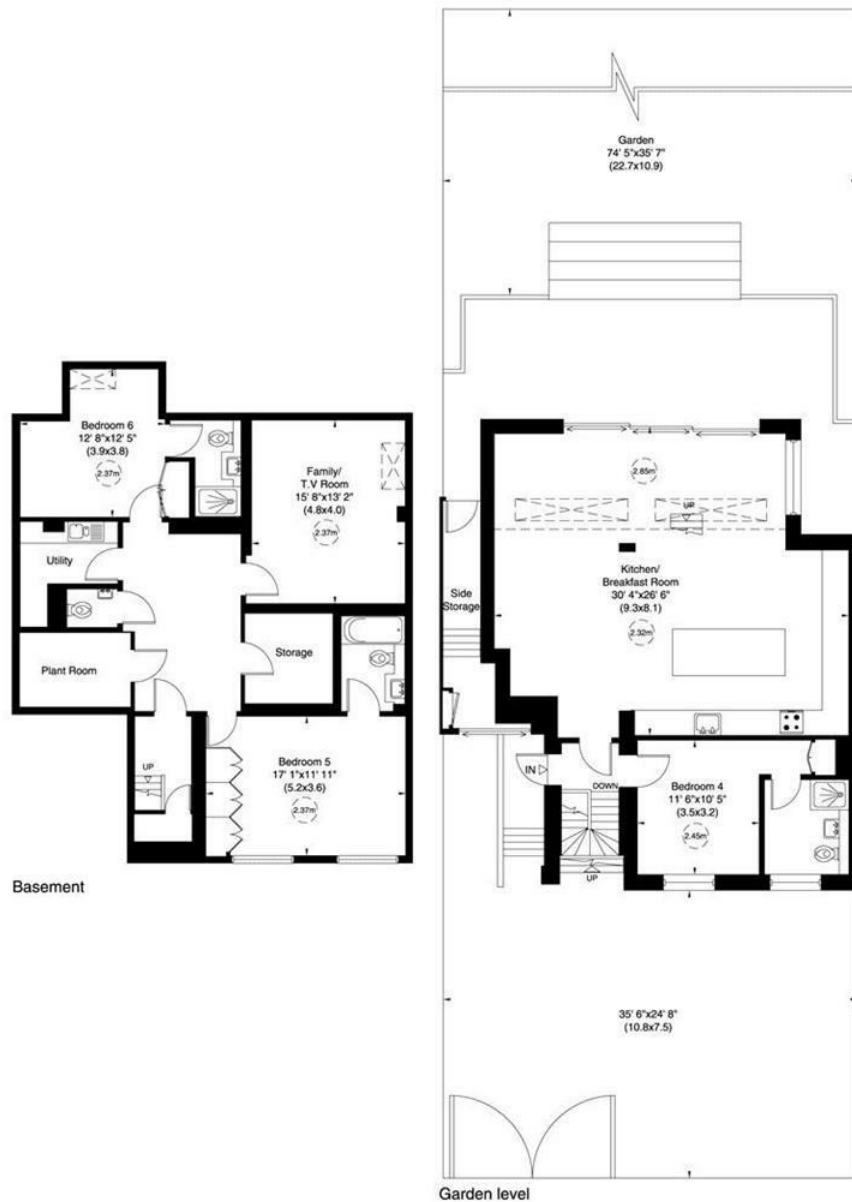 Bedroom 6
12' 8"x12' 5"
(3.9x3.8)
2.37m
Family/
T.V Room
15' 8"x13' 2"
(4.8x4.0)
2.37m
Utility
Plant Room
Storage
UP
Bedroom 5
17' 1"x11' 11"
(5.2x3.6)
2.37m
Basement
Garden
74' 5"x35' 7"
(22.7x10.9)
2.85m
UP
Kitchen/
Breakfast Room
30' 4"x26' 6"
(9.3x8.1)
2.32m
Side
Storage
IN
DOWN
UP
Bedroom 4
11' 6"x10' 5"
(3.5x3.2)
2.45m
35' 6"x24' 8"
(10.8x7.5)
Garden level